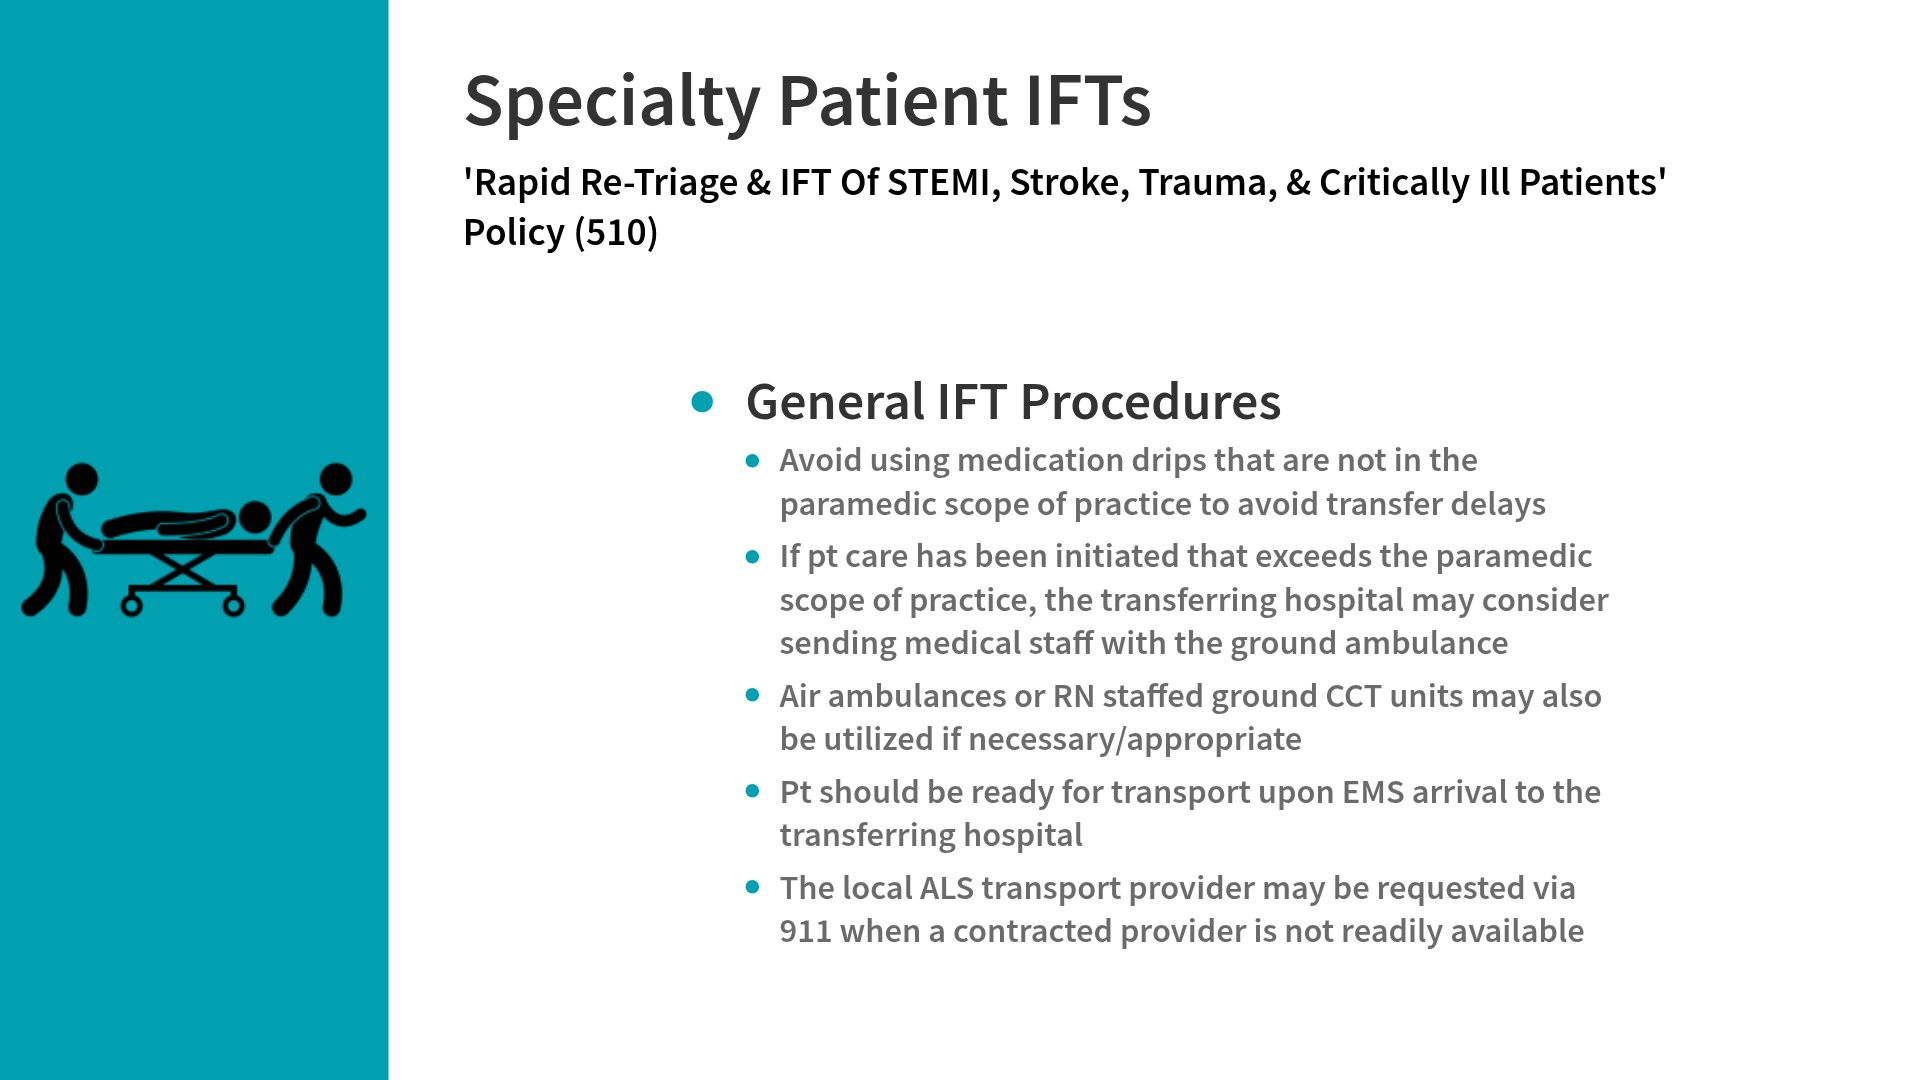 Specialty Patient IFTs
'Rapid Re-Triage & IFT Of STEMI, Stroke, Trauma, & Critically Ill Patients'
Policy (510)
General IFT Procedures
Avoid using medication drips that are not in the
paramedic scope of practice to avoid transfer delays
If pt care has been initiated that exceeds the paramedic
scope of practice, the transferring hospital may consider
sending medical staff with the ground ambulance
Air ambulances or RN staffed ground CCT units may also
be utilized if necessary/appropriate
Pt should be ready for transport upon EMS arrival to the
transferring hospital
The local ALS transport provider may be requested via
911 when a contracted provider is not readily available